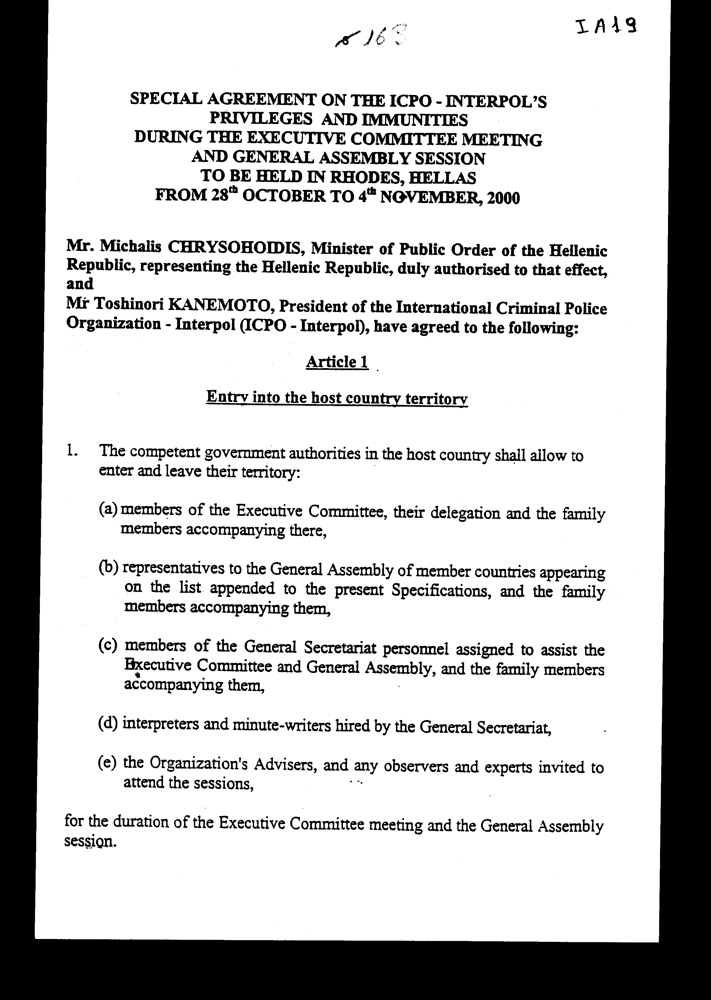 163
IA19
SPECIAL AGREEMENT ON THE ICPO - INTERPOL'S
PRIVILEGES AND IMMUNITIES
DURING THE EXECUTIVE COMMITTEE MEETING
AND GENERAL ASSEMBLY SESSION
TO BE HELD IN RHODES, HELLAS
FROM 28th OCTOBER TO 4th NOVEMBER, 2000
Mr. Michalis CHRYSOHOIDIS, Minister of Public Order of the Hellenic
Republic, representing the Hellenic Republic, duly authorised to that effect,
and
Mr Toshinori KANEMOTO, President of the International Criminal Police
Organization - Interpol (ICPO - Interpol), have agreed to the following:
Article 1
Entry into the host country territory
1. The competent government authorities in the host country shall allow to
enter and leave their territory:
(a) members of the Executive Committee, their delegation and the family
members accompanying there,
(b) representatives to the General Assembly of member countries appearing
on the list appended to the present Specifications, and the family
members accompanying them,
(c) members of the General Secretariat personnel assigned to assist the
Executive Committee and General Assembly, and the family members
accompanying them,
(d) interpreters and minute-writers hired by the General Secretariat,
(e) the Organization's Advisers, and any observers and experts invited to
attend the sessions,
for the duration of the Executive Committee meeting and the General Assembly
session.